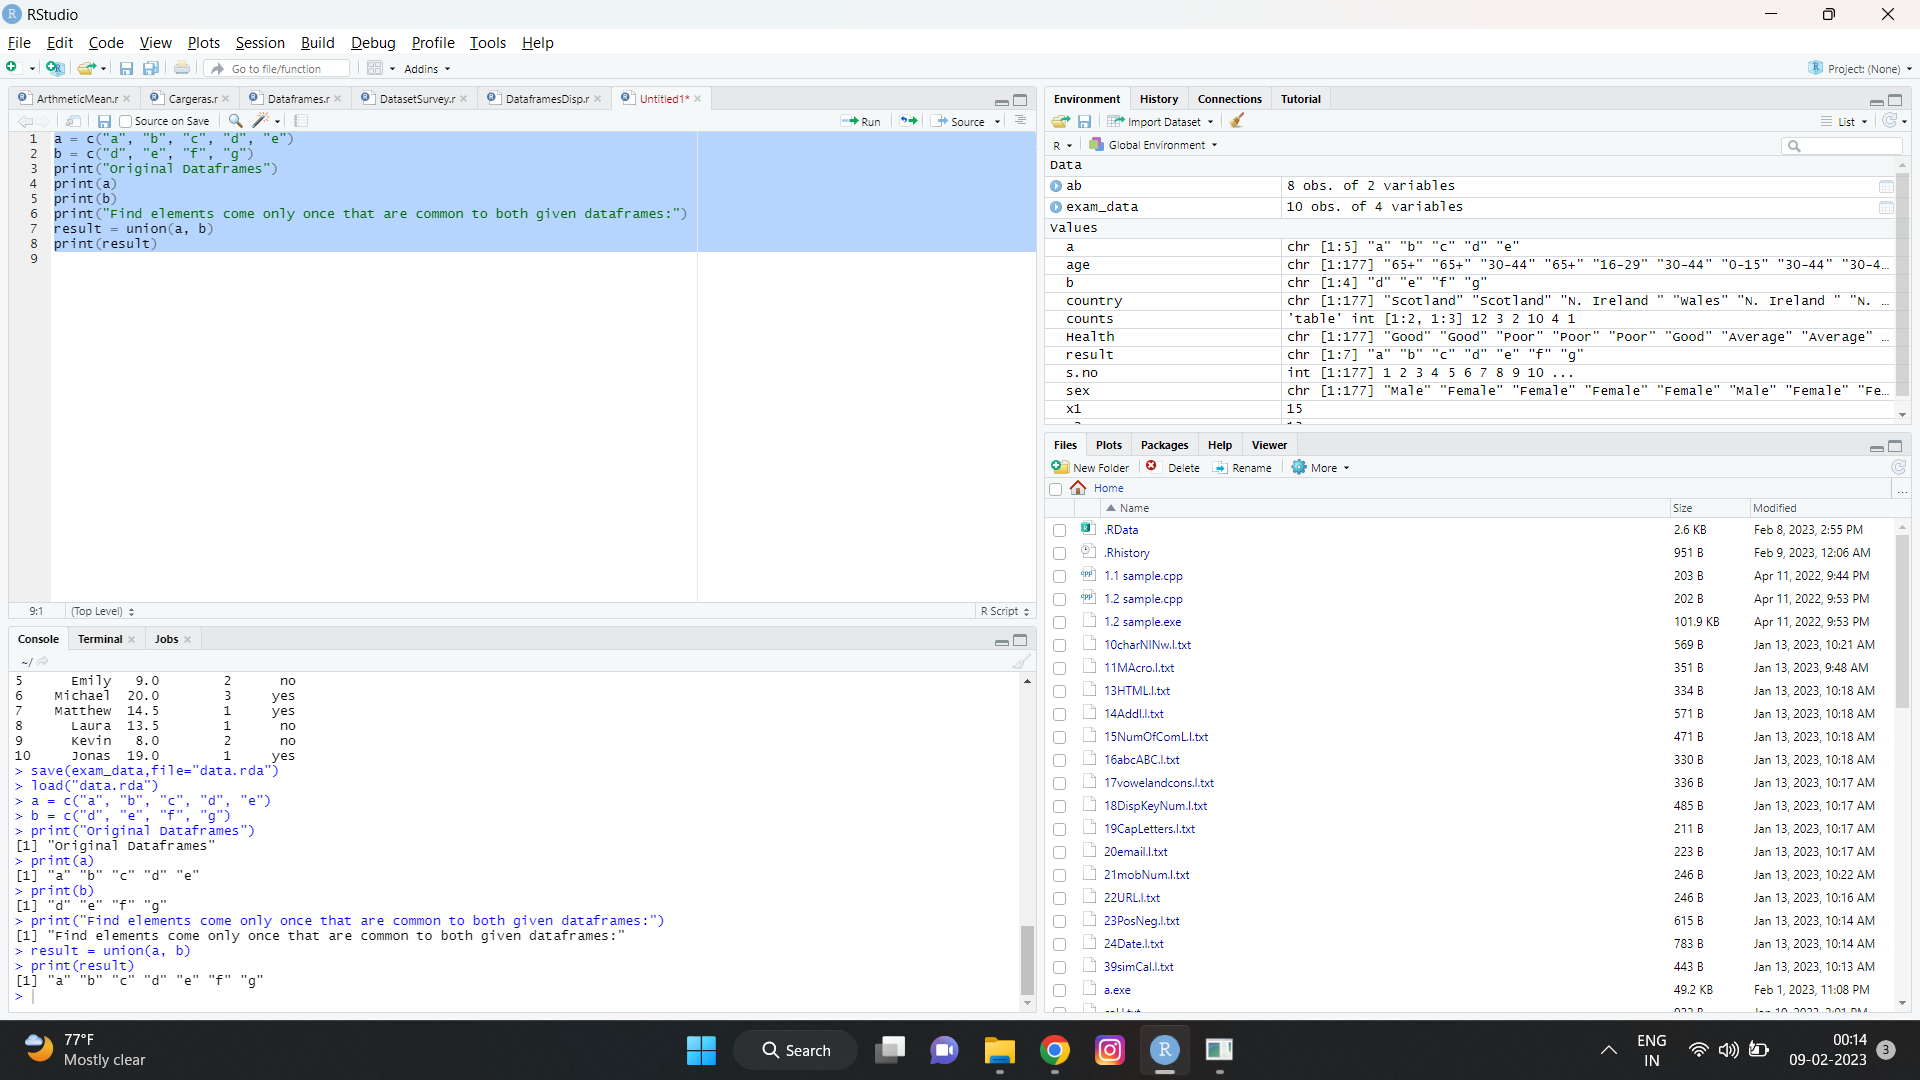 RStudio
File Edit Code View Plots Session Build Debug Profile Tools Help
Go to file/function Addins Project: (None)
ArthmeticMean.r Cargeras.r Dataframes.r DatasetSurvey.r DataframesDisp.r Untitled1*
Source on Save Run Source
1 a = c("a", "b", "c", "d", "e")
2 b = c("d", "e", "f", "g")
3 print("Original Dataframes")
4 print(a)
5 print(b)
6 print("Find elements come only once that are common to both given dataframes:")
7 result = union(a, b)
8 print(result)
9
9:1 (Top Level) R Script
Console Terminal Jobs
~/
5 Emily 9.0 2 no
6 Michael 20.0 3 yes
7 Matthew 14.5 1 yes
8 Laura 13.5 1 no
9 Kevin 8.0 2 no
10 Jonas 19.0 1 yes
> save(exam_data,file="data.rda")
> load("data.rda")
> a = c("a", "b", "c", "d", "e")
> b = c("d", "e", "f", "g")
> print("Original Dataframes")
[1] "Original Dataframes"
> print(a)
[1] "a" "b" "c" "d" "e"
> print(b)
[1] "d" "e" "f" "g"
> print("Find elements come only once that are common to both given dataframes:")
[1] "Find elements come only once that are common to both given dataframes:"
> result = union(a, b)
> print(result)
[1] "a" "b" "c" "d" "e" "f" "g"
>
Environment History Connections Tutorial
Import Dataset List
R Global Environment
Data
ab 8 obs. of 2 variables
exam_data 10 obs. of 4 variables
Values
a chr [1:5] "a" "b" "c" "d" "e"
age chr [1:177] "65+" "65+" "30-44" "65+" "16-29" "30-44" "0-15" "30-44" "30-4…
b chr [1:4] "d" "e" "f" "g"
country chr [1:177] "Scotland" "Scotland" "N. Ireland " "Wales" "N. Ireland " "N. …
counts 'table' int [1:2, 1:3] 12 3 2 10 4 1
Health chr [1:177] "Good" "Good" "Poor" "Poor" "Poor" "Good" "Average" "Average" …
result chr [1:7] "a" "b" "c" "d" "e" "f" "g"
s.no int [1:177] 1 2 3 4 5 6 7 8 9 10 ...
sex chr [1:177] "Male" "Female" "Female" "Female" "Female" "Male" "Female" "Fe…
x1 15
Files Plots Packages Help Viewer
New Folder Delete Rename More
Home ...
Name Size Modified
.RData 2.6 KB Feb 8, 2023, 2:55 PM
.Rhistory 951 B Feb 9, 2023, 12:06 AM
1.1 sample.cpp 203 B Apr 11, 2022, 9:44 PM
1.2 sample.cpp 202 B Apr 11, 2022, 9:53 PM
1.2 sample.exe 101.9 KB Apr 11, 2022, 9:53 PM
10charNINw.l.txt 569 B Jan 13, 2023, 10:21 AM
11MAcro.l.txt 351 B Jan 13, 2023, 9:48 AM
13HTML.l.txt 334 B Jan 13, 2023, 10:18 AM
14Addl.l.txt 571 B Jan 13, 2023, 10:18 AM
15NumOfComL.l.txt 471 B Jan 13, 2023, 10:18 AM
16abcABC.l.txt 330 B Jan 13, 2023, 10:18 AM
17vowelandcons.l.txt 336 B Jan 13, 2023, 10:17 AM
18DispKeyNum.l.txt 485 B Jan 13, 2023, 10:17 AM
19CapLetters.l.txt 211 B Jan 13, 2023, 10:17 AM
20email.l.txt 223 B Jan 13, 2023, 10:17 AM
21mobNum.l.txt 246 B Jan 13, 2023, 10:22 AM
22URL.l.txt 246 B Jan 13, 2023, 10:16 AM
23PosNeg.l.txt 615 B Jan 13, 2023, 10:14 AM
24Date.l.txt 783 B Jan 13, 2023, 10:14 AM
39simCal.l.txt 443 B Jan 13, 2023, 10:13 AM
a.exe 49.2 KB Feb 1, 2023, 11:08 PM
77°F
Mostly clear
Search
ENG
IN
00:14
09-02-2023
3